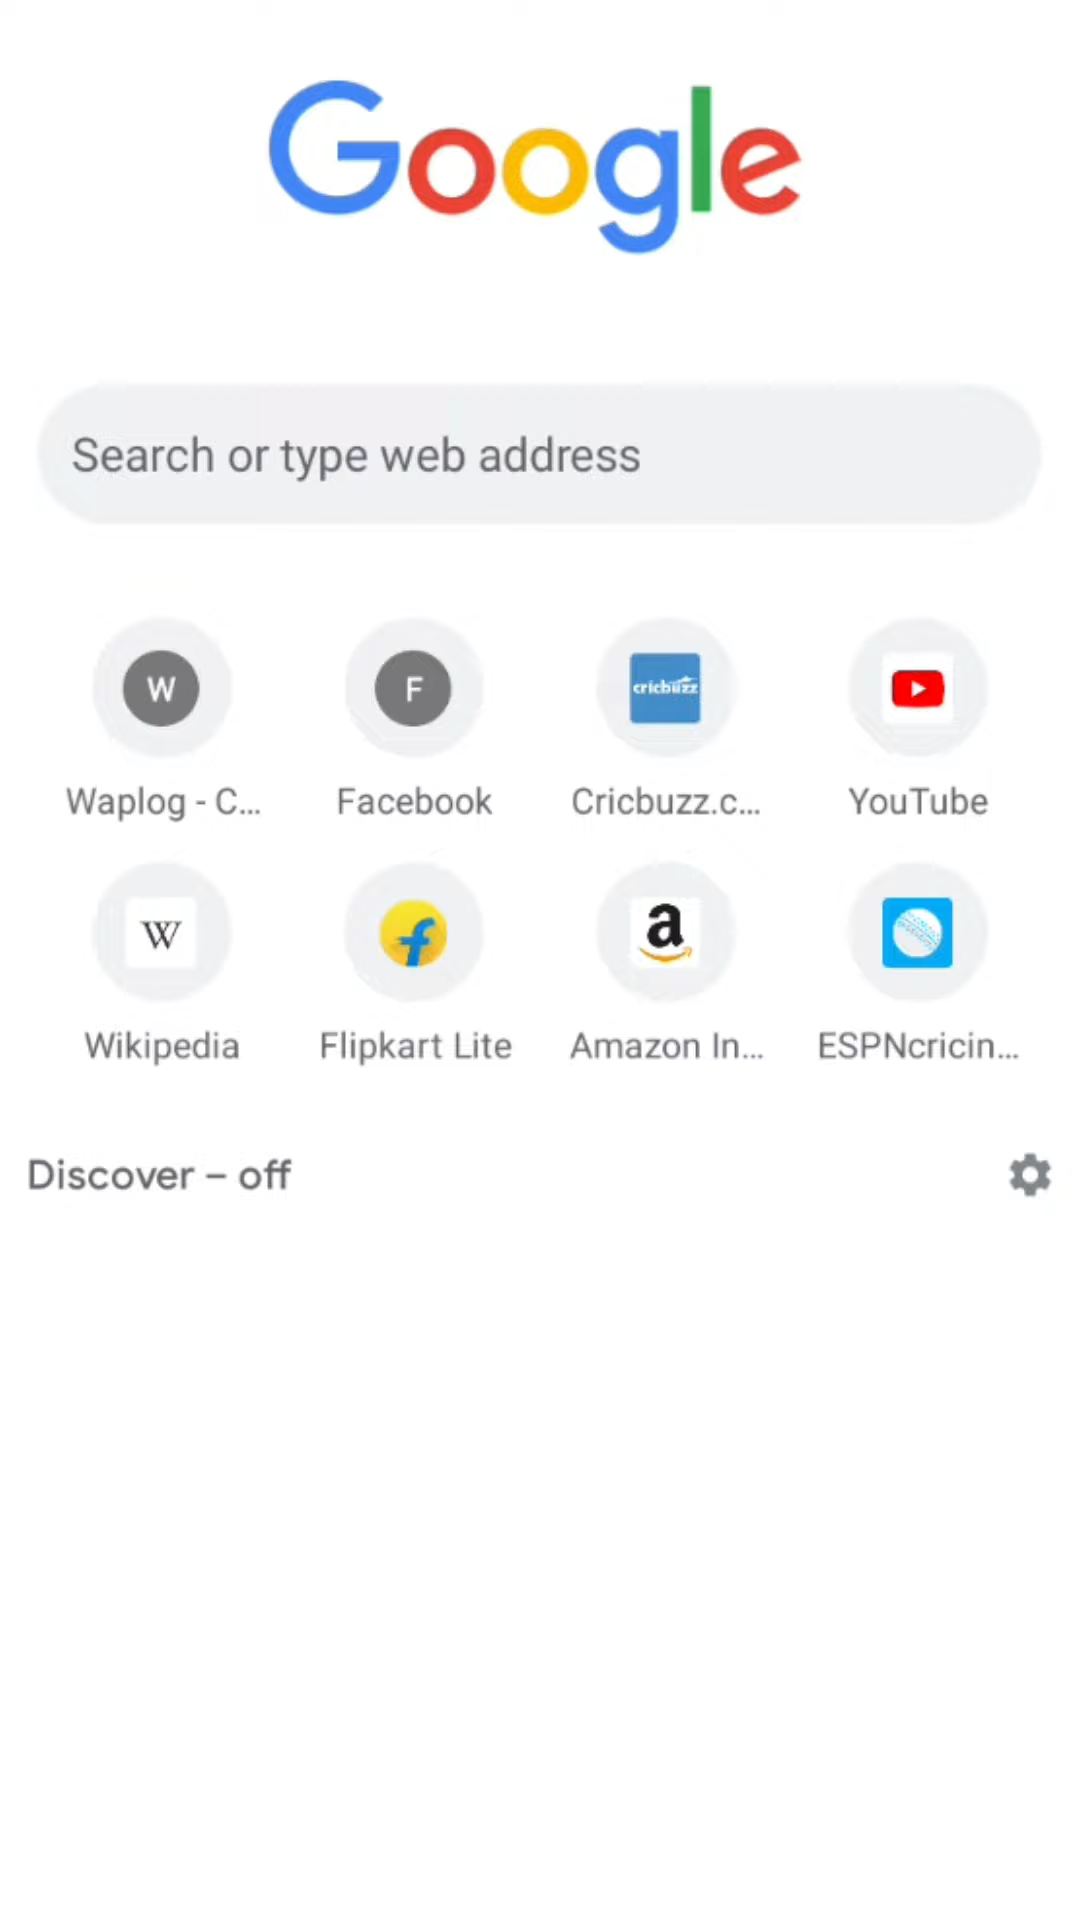 Google
Search or type web address
W
F
cricbuzz
Waplog - C...
Facebook
Cricbuzz.c...
YouTube
W
f
a
Wikipedia
Flipkart Lite
Amazon In...
ESPNcricin...
Discover – off